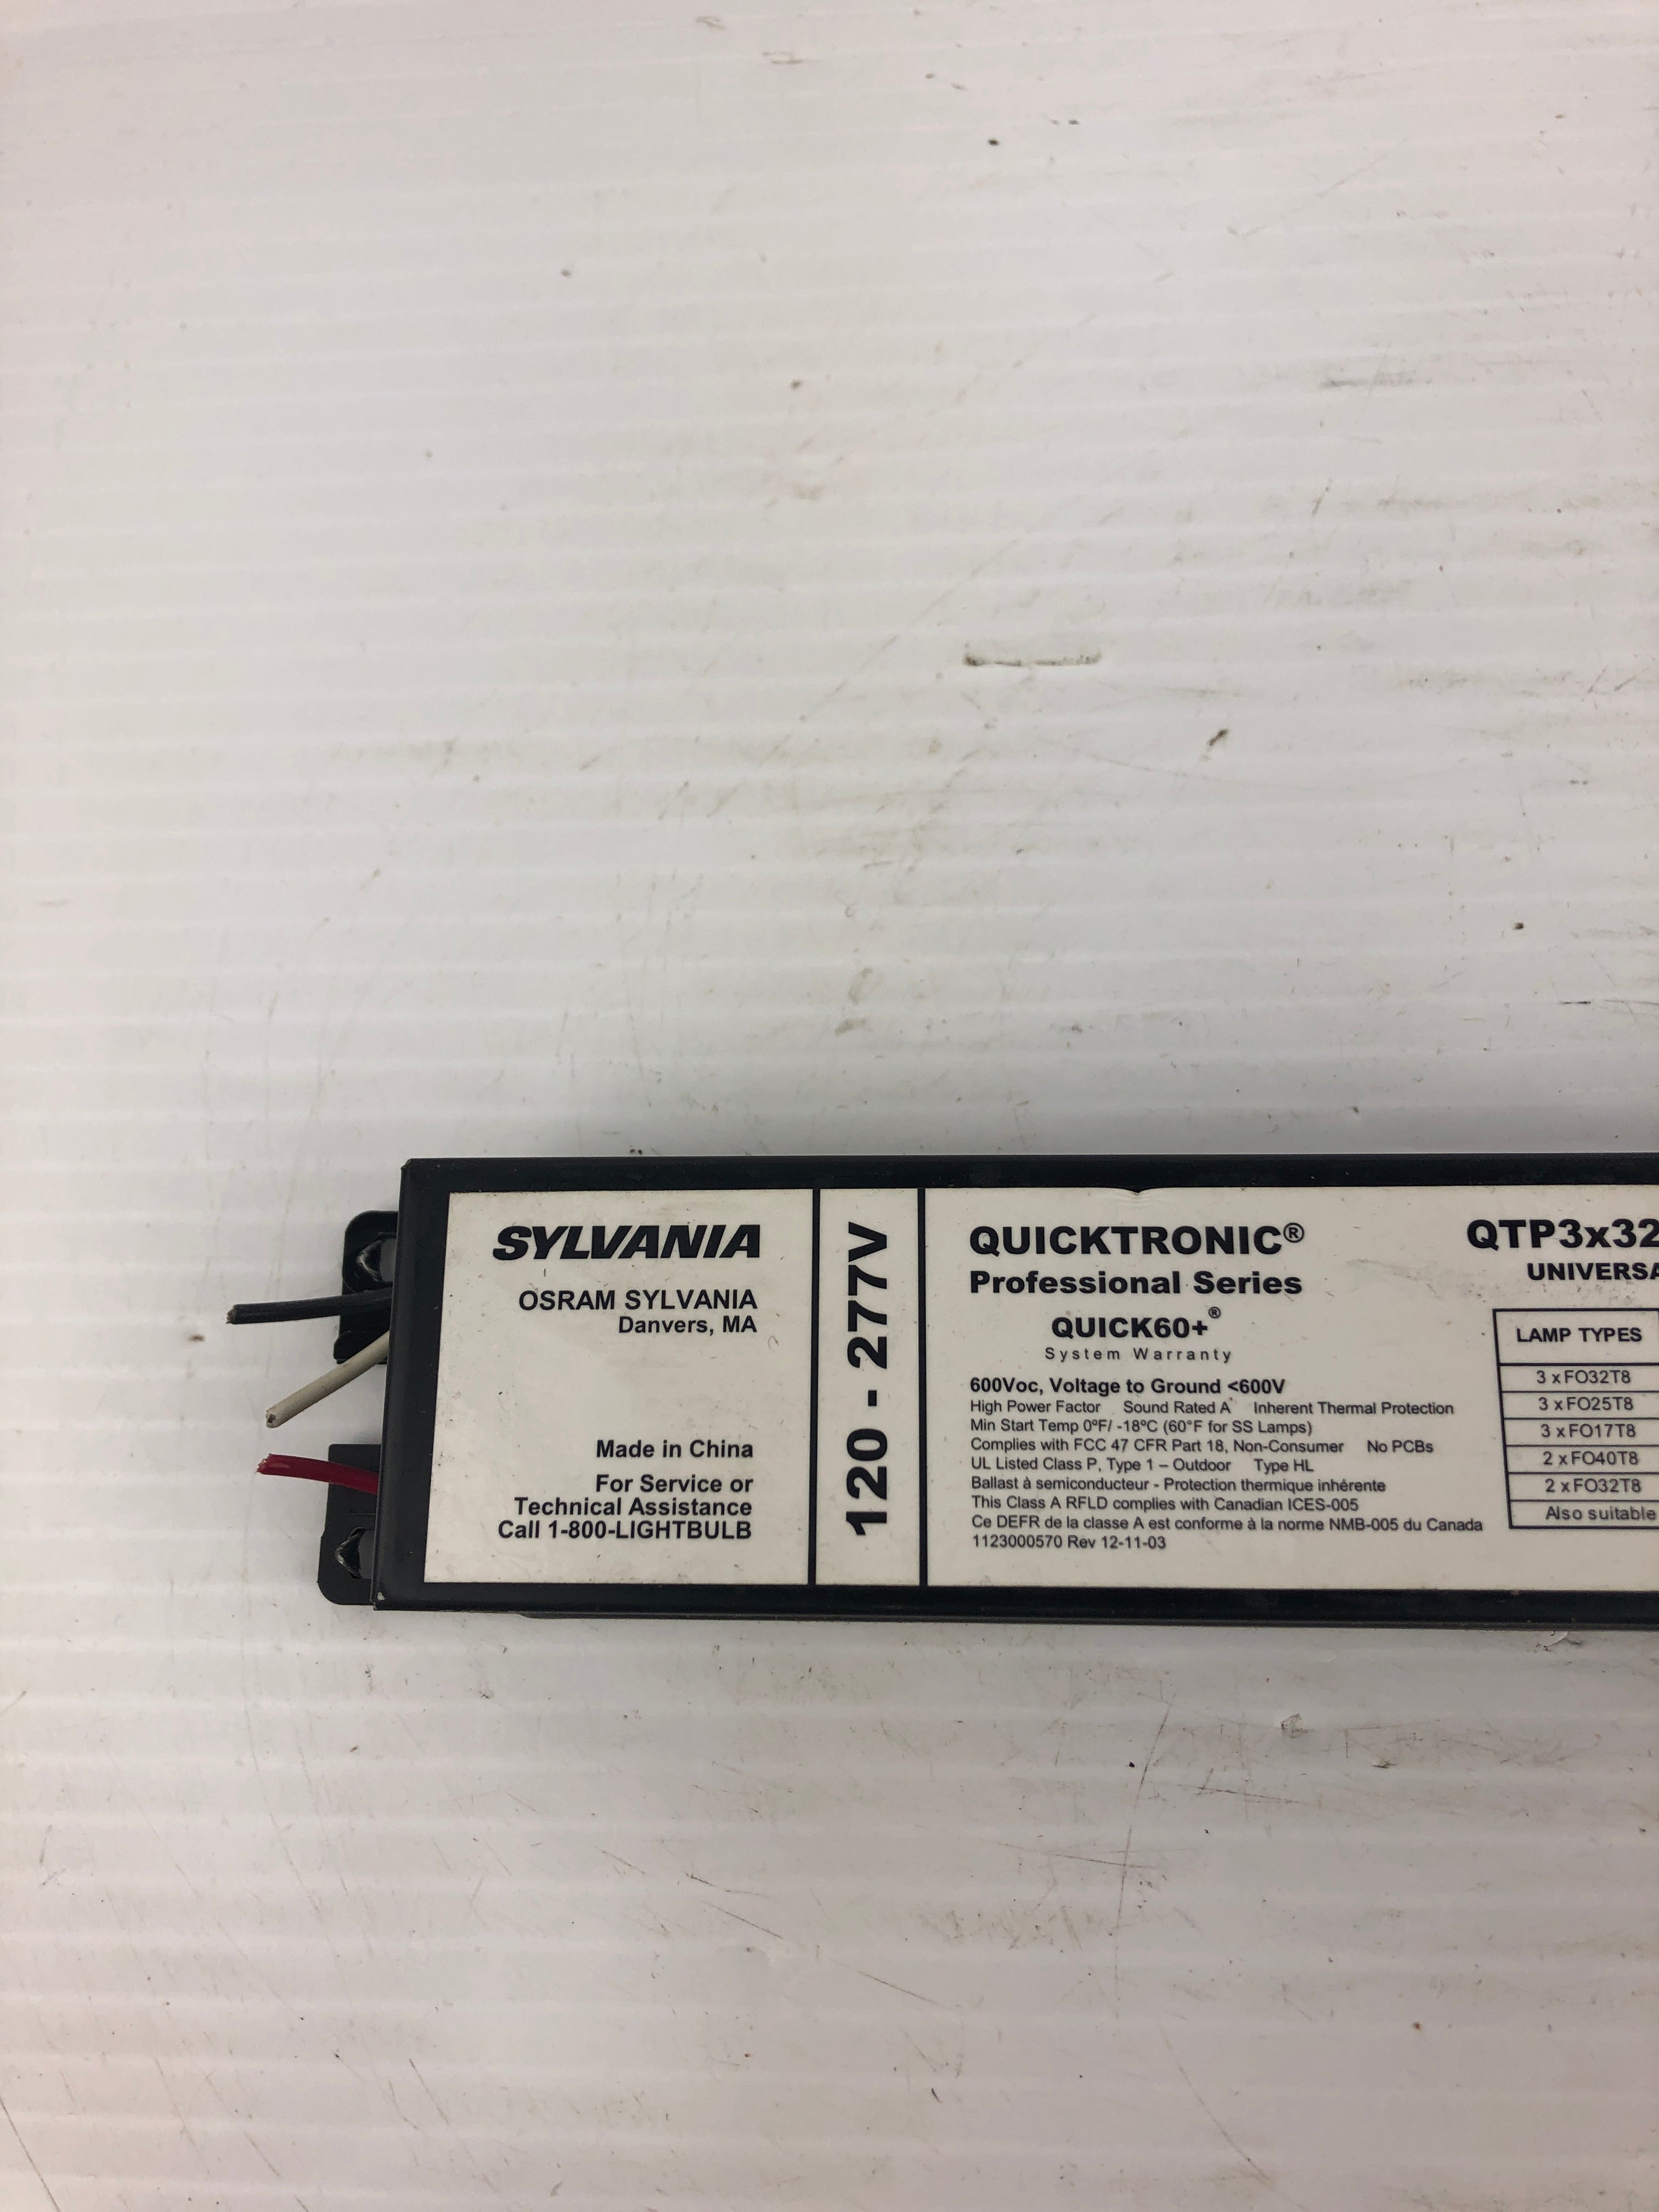 SYLVANIA
OSRAM SYLVANIA
Danvers, MA
Made in China
For Service or
Technical Assistance
Call 1-800-LIGHTBULB
120 - 277V
QUICKTRONIC®
Professional Series
QUICK60+®
System Warranty
600Voc, Voltage to Ground <600V
High Power Factor Sound Rated A Inherent Thermal Protection
Min Start Temp 0ºF/ -18ºC (60°F for SS Lamps)
Complies with FCC 47 CFR Part 18, Non-Consumer No PCBs
UL Listed Class P, Type 1 – Outdoor Type HL
Ballast à semiconducteur - Protection thermique inhérente
This Class A RFLD complies with Canadian ICES-005
Ce DEFR de la classe A est conforme à la norme NMB-005 du Canada
1123000570 Rev 12-11-03
QTP3x32
UNIVERSA
LAMP TYPES
3 x FO32T8
3 x FO25T8
3 x FO17T8
2 x FO40T8
2 x FO32T8
Also suitable